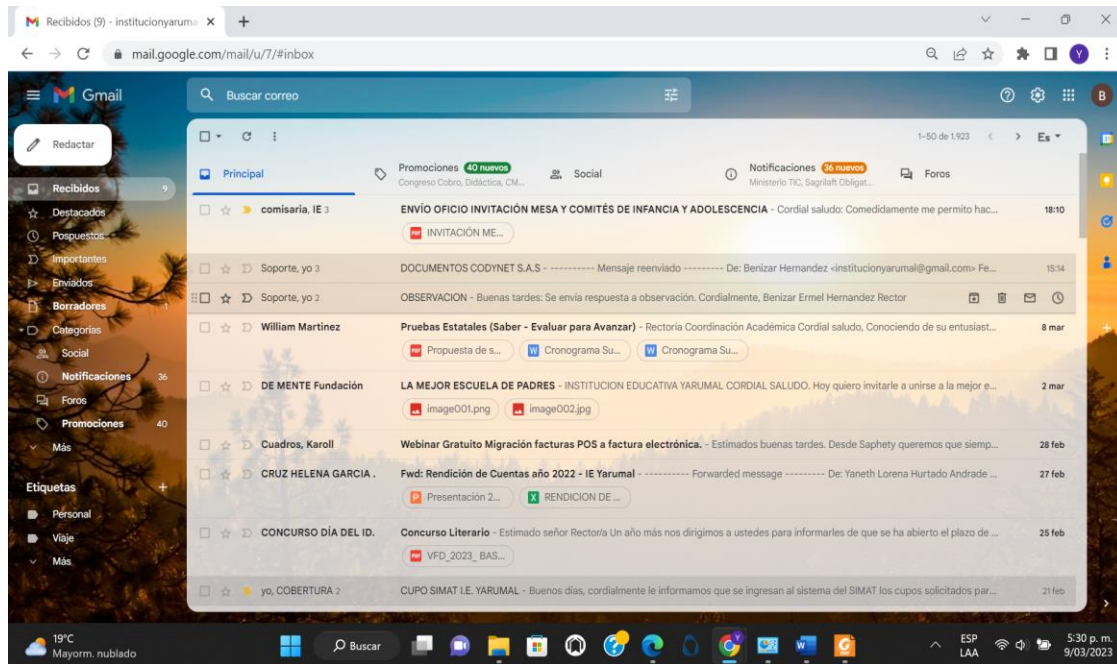 Recibidos (9) - institucionyaruma
mail.google.com/mail/u/7/#inbox
Y
Gmail
Buscar correo
B
Redactar
1-50 de 1.923
Es
Principal
Promociones 40 nuevos
Congreso Cobro, Didáctica, CM...
Social
Notificaciones 36 nuevos
Ministerio TIC, Sagrilaft Obligat...
Foros
Recibidos 9
Destacados
Pospuestos
Importantes
Enviados
Borradores 1
Categorías
Social
Notificaciones 36
Foros
Promociones 40
Más
Etiquetas
Personal
Viaje
Más
comisaria, IE 3 ENVÍO OFICIO INVITACIÓN MESA Y COMITÉS DE INFANCIA Y ADOLESCENCIA - Cordial saludo: Comedidamente me permito hac... 18:10
PDF INVITACIÓN ME...
Soporte, yo 3 DOCUMENTOS CODYNET S.A.S - ---------- Mensaje reenviado --------- De: Benizar Hernandez <institucionyarumal@gmail.com> Fe... 15:14
Soporte, yo 2 OBSERVACION - Buenas tardes: Se envía respuesta a observación. Cordialmente, Benizar Ermel Hernandez Rector
William Martinez Pruebas Estatales (Saber - Evaluar para Avanzar) - Rectoria Coordinación Académica Cordial saludo, Conociendo de su entusiast... 8 mar
PDF Propuesta de s... W Cronograma Su... W Cronograma Su...
DE MENTE Fundación LA MEJOR ESCUELA DE PADRES - INSTITUCION EDUCATIVA YARUMAL CORDIAL SALUDO. Hoy quiero invitarle a unirse a la mejor e... 2 mar
image001.png image002.jpg
Cuadros, Karoll Webinar Gratuito Migración facturas POS a factura electrónica. - Estimados buenas tardes. Desde Saphety queremos que siemp... 28 feb
CRUZ HELENA GARCIA . Fwd: Rendición de Cuentas año 2022 - IE Yarumal - ---------- Forwarded message --------- De: Yaneth Lorena Hurtado Andrade ... 27 feb
P Presentación 2... X RENDICION DE ...
CONCURSO DÍA DEL ID. Concurso Literario - Estimado señor Rector/a Un año más nos dirigimos a ustedes para informarles de que se ha abierto el plazo de ... 25 feb
PDF VFD_2023_ BAS...
yo, COBERTURA 2 CUPO SIMAT I.E. YARUMAL - Buenos dias, cordialmente le informamos que se ingresan al sistema del SIMAT los cupos solicitados par... 21 feb
19°C
Mayorm. nublado
Buscar
ESP
LAA
5:30 p. m.
9/03/2023